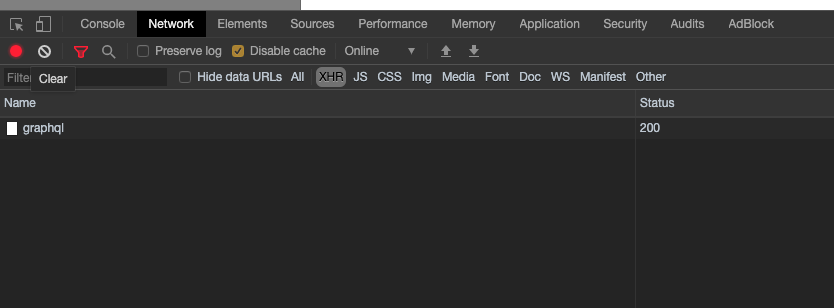 Console Network Elements Sources Performance Memory Application Security Audits AdBlock
Preserve log Disable cache Online
Filter Clear Hide data URLs All XHR JS CSS Img Media Font Doc WS Manifest Other
Name Status
graphql 200